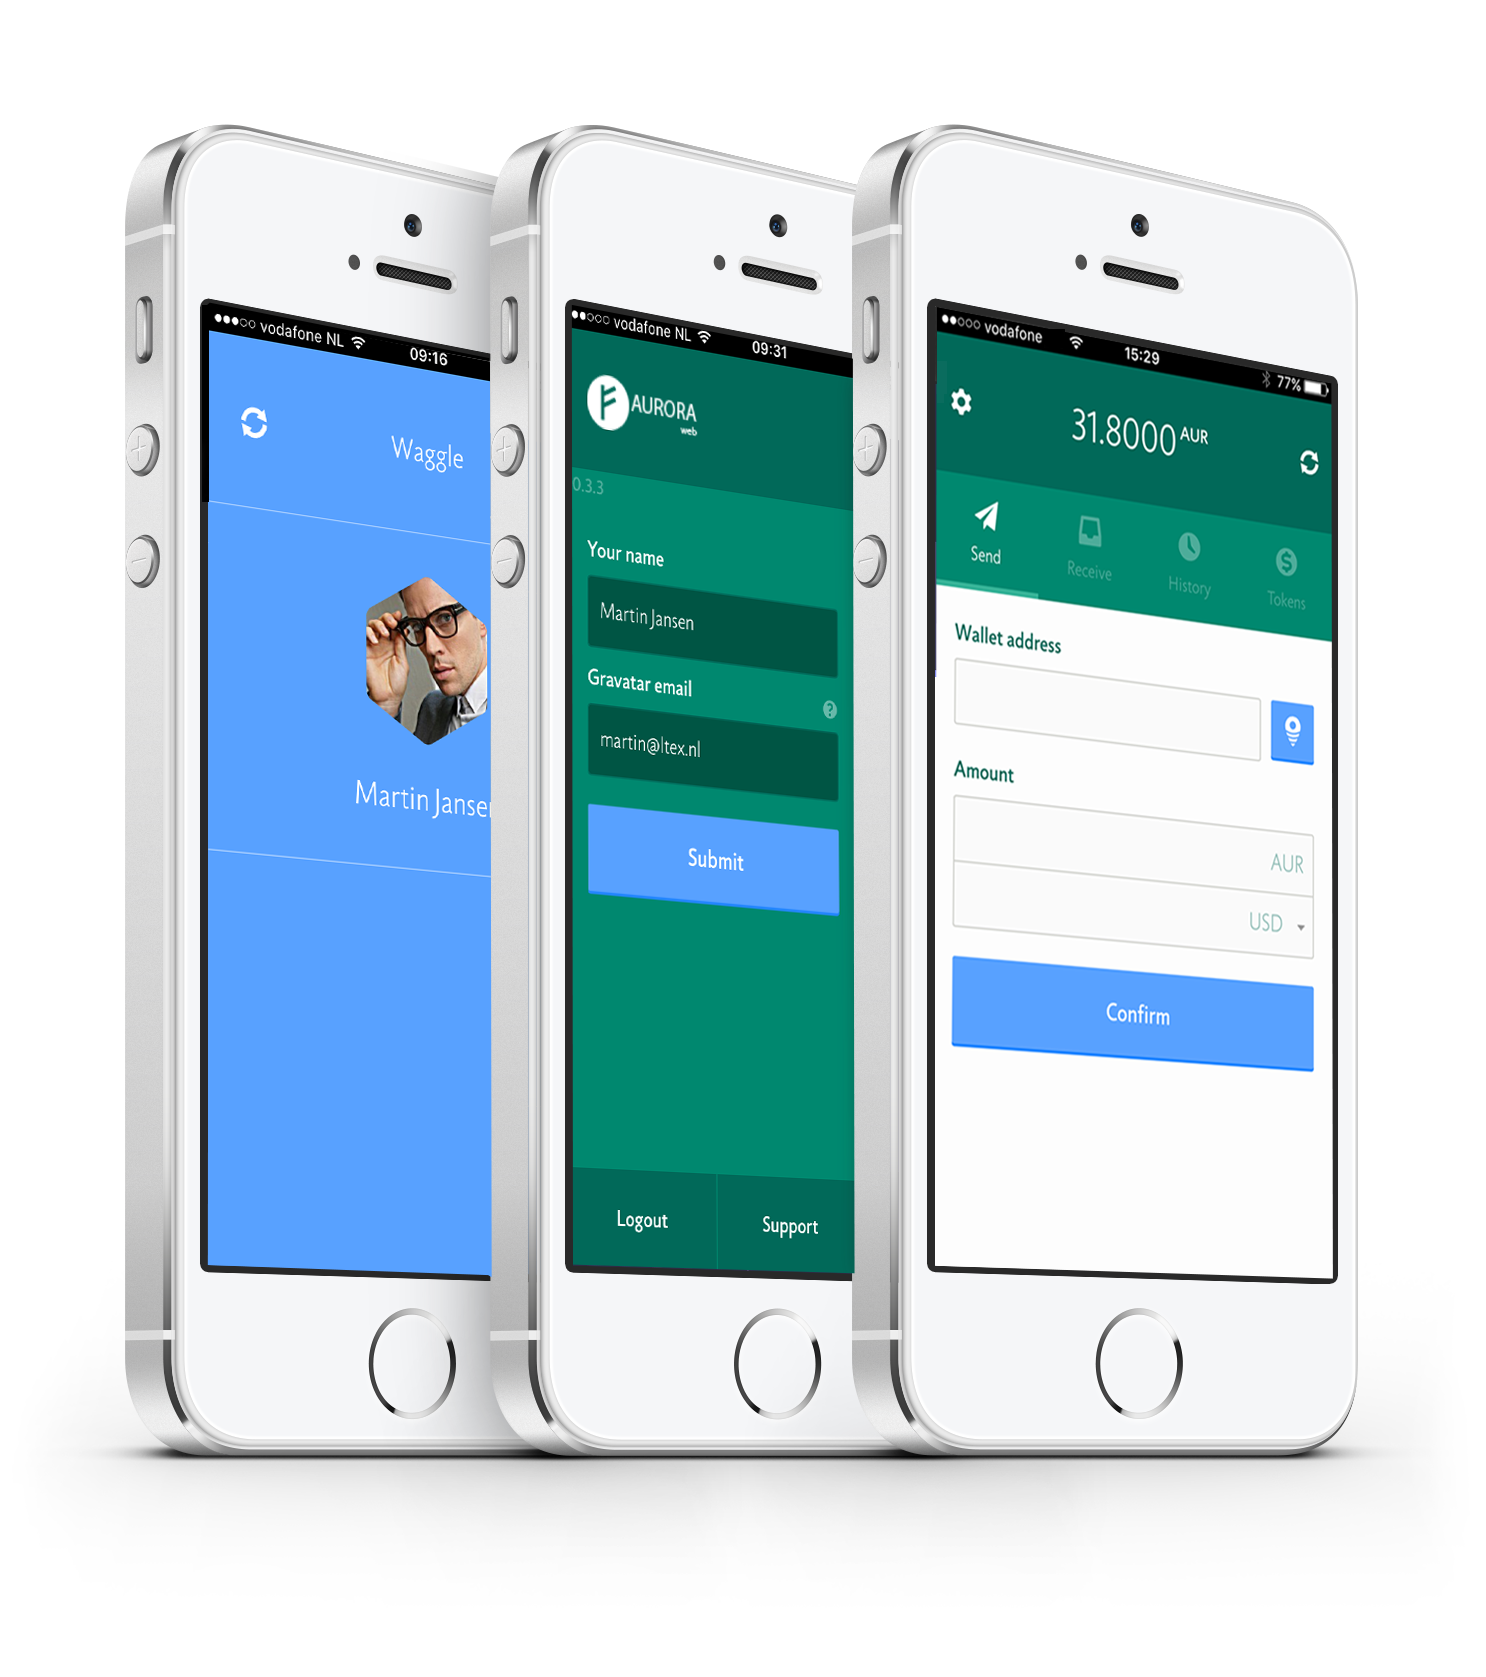 vodafone NL
09:16
Waggle
Martin Jansen
vodafone NL
09:31
AURORA
web
0.3.3
Your name
Martin Jansen
Gravatar email
?
martin@ltex.nl
Submit
Logout
Support
vodafone
15:29
77%
31.8000 AUR
Send
Receive
History
Tokens
Wallet address
Amount
AUR
USD
Confirm